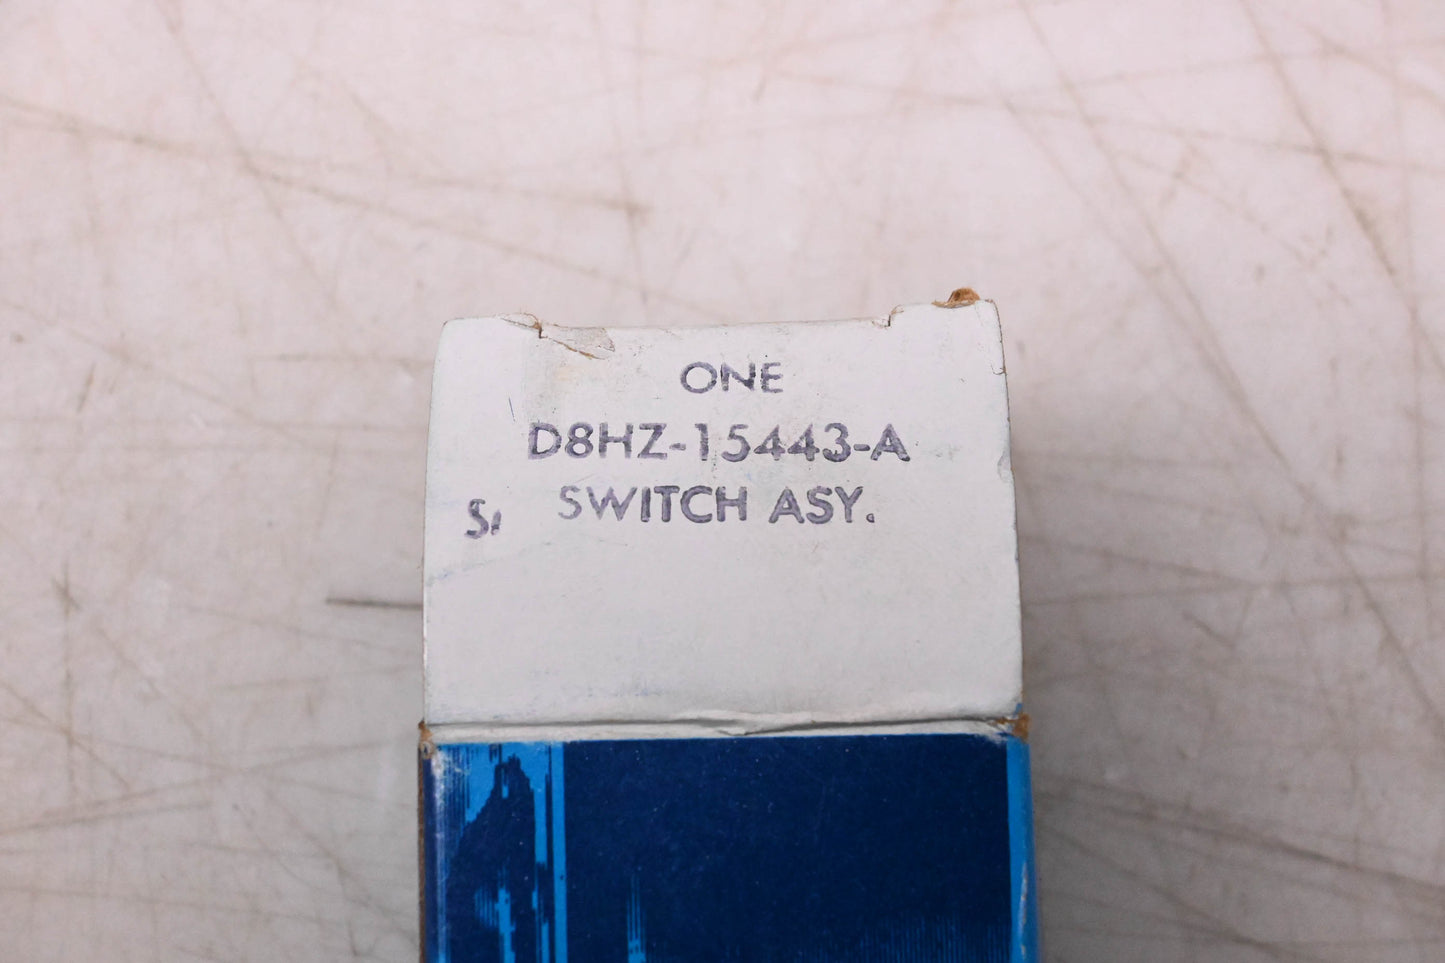 ONE
D8HZ-15443-A
SWITCH ASY.